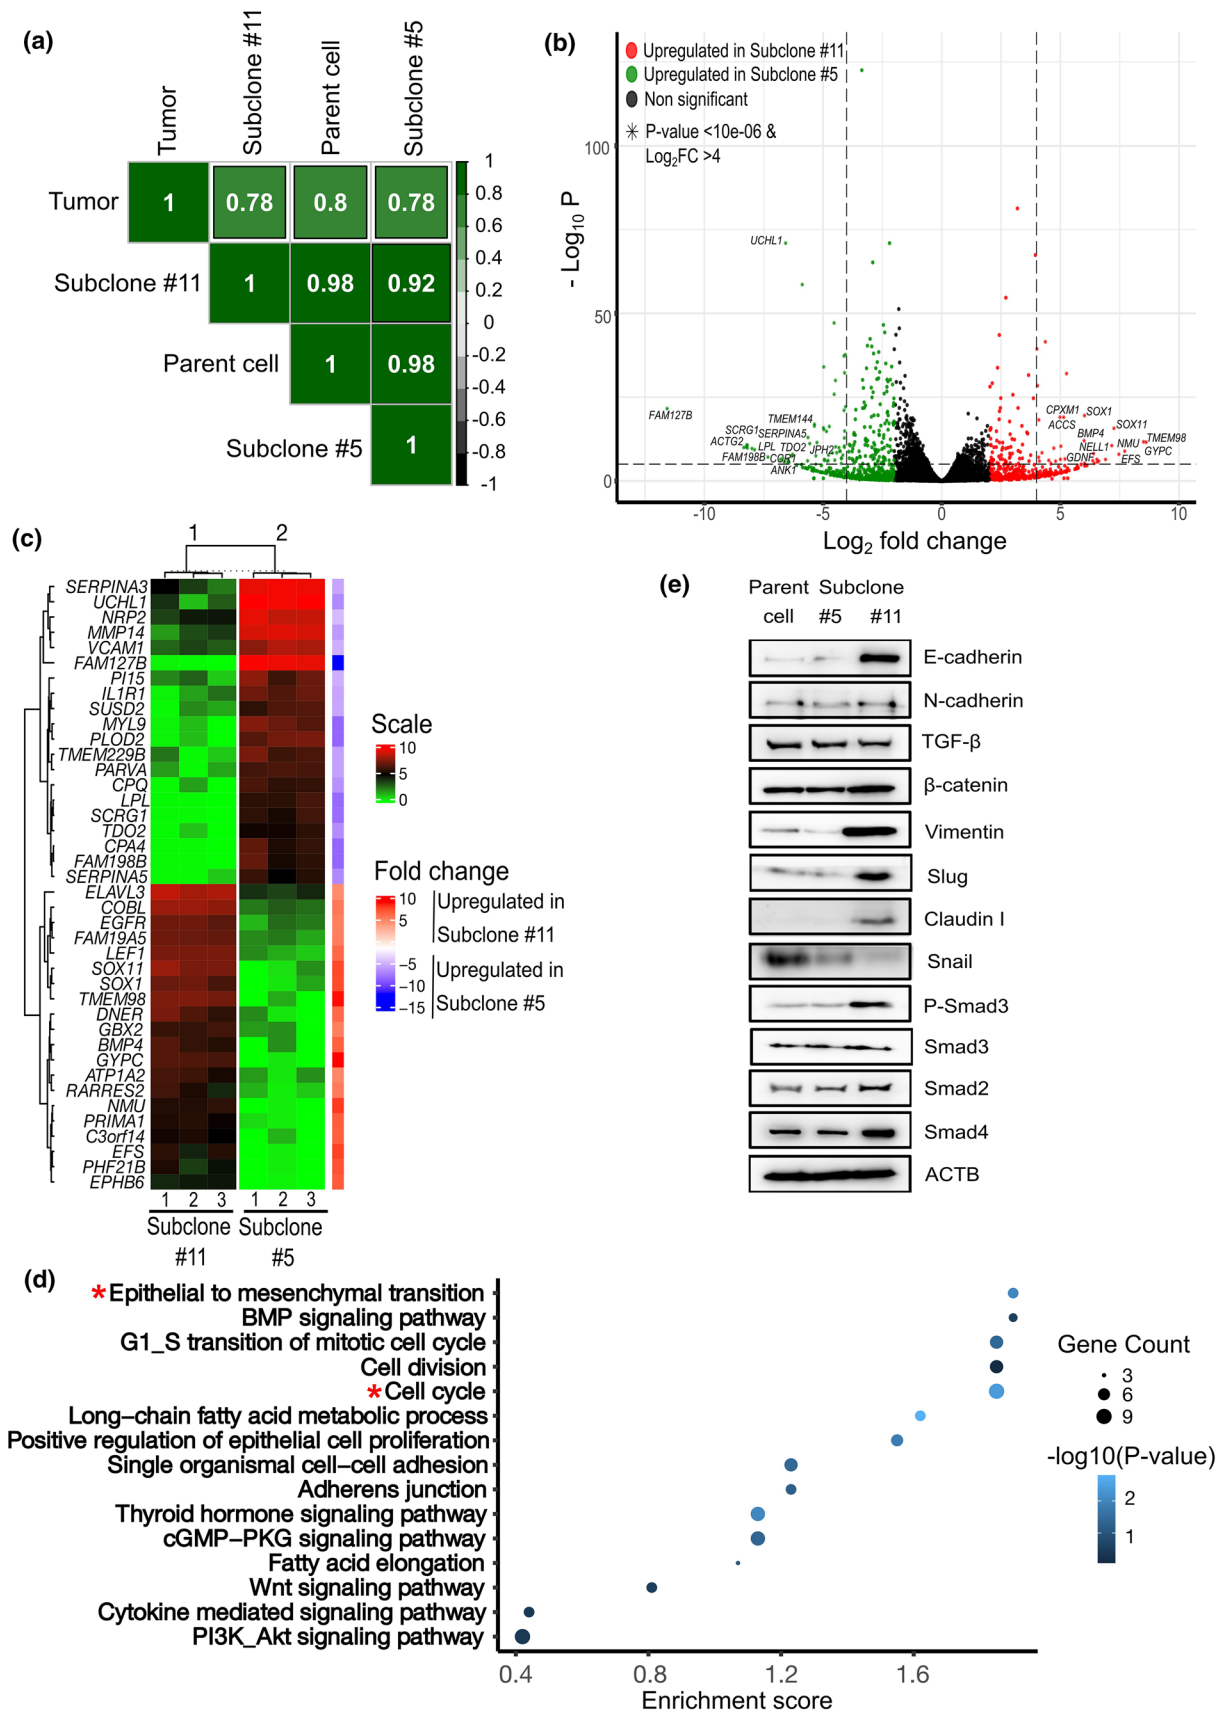 (a)
Tumor
Subclone #11
Parent cell
Subclone #5
Tumor
1
0.78
0.8
0.78
Subclone #11
1
0.98
0.92
Parent cell
1
0.98
Subclone #5
1
1
0.8
0.6
0.4
0.2
0
-0.2
-0.4
-0.6
-0.8
-1
(b)
Upregulated in Subclone #11
Upregulated in Subclone #5
Non significant
P-value <10e-06 &
Log2FC >4
- Log10 P
100
50
0
UCHL1
FAM127B
TMEM144
SCRG1
SERPINA5
ACTG2
LPL
TDO2
JPH2
FAM198B
CQR1
ANK1
CPXM1
SOX1
ACCS
SOX11
BMP4
NMU
TMEM98
NELL1
GYPC
GDNF
EFS
-10
-5
0
5
10
Log2 fold change
(c)
1
2
SERPINA3
UCHL1
NRP2
MMP14
VCAM1
FAM127B
PI15
IL1R1
SUSD2
MYL9
PLOD2
TMEM229B
PARVA
CPQ
LPL
SCRG1
TDO2
CPA4
FAM198B
SERPINA5
ELAVL3
COBL
EGFR
FAM19A5
LEF1
SOX11
SOX1
TMEM98
DNER
GBX2
BMP4
GYPC
ATP1A2
RARRES2
NMU
PRIMA1
C3orf14
EFS
PHF21B
EPHB6
1 2 3
1 2 3
Subclone
#11
Subclone
#5
Scale
10
5
0
Fold change
10
5
−5
−10
−15
Upregulated in
Subclone #11
Upregulated in
Subclone #5
(e)
Parent
cell
Subclone
#5
#11
E-cadherin
N-cadherin
TGF-β
β-catenin
Vimentin
Slug
Claudin I
Snail
P-Smad3
Smad3
Smad2
Smad4
ACTB
(d)
*Epithelial to mesenchymal transition
BMP signaling pathway
G1_S transition of mitotic cell cycle
Cell division
*Cell cycle
Long−chain fatty acid metabolic process
Positive regulation of epithelial cell proliferation
Single organismal cell−cell adhesion
Adherens junction
Thyroid hormone signaling pathway
cGMP−PKG signaling pathway
Fatty acid elongation
Wnt signaling pathway
Cytokine mediated signaling pathway
PI3K_Akt signaling pathway
0.4
0.8
1.2
1.6
Enrichment score
Gene Count
3
6
9
-log10(P-value)
2
1